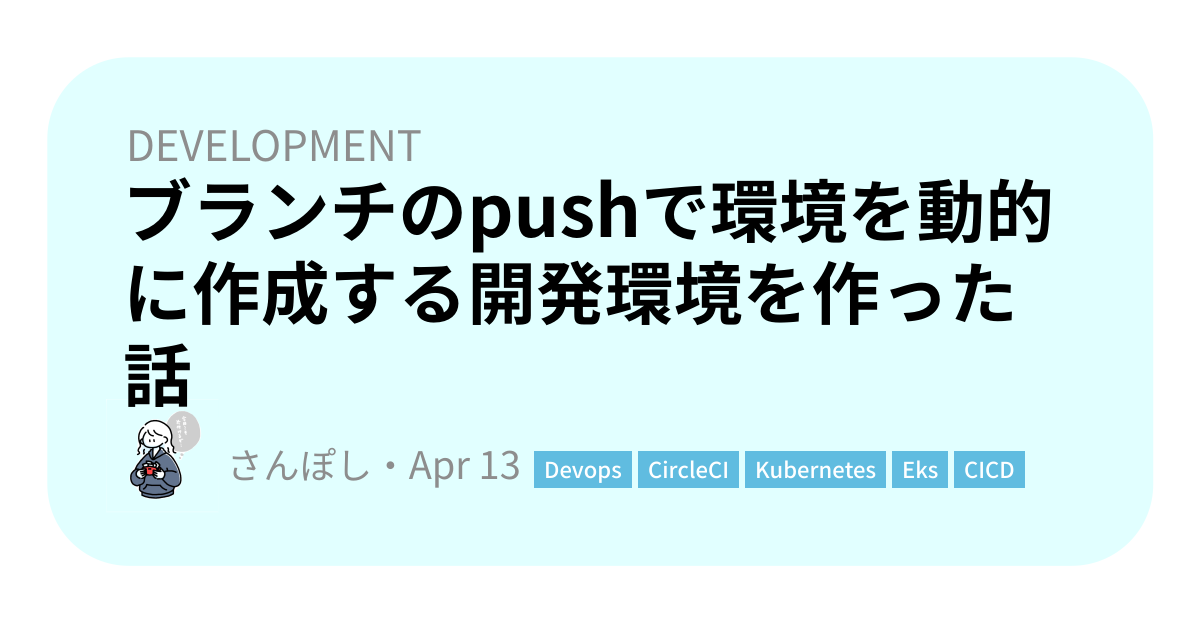 DEVELOPMENT
ブランチのpushで環境を動的
に作成する開発環境を作った
話
さんぽし・Apr 13
Devops CircleCI Kubernetes Eks CICD